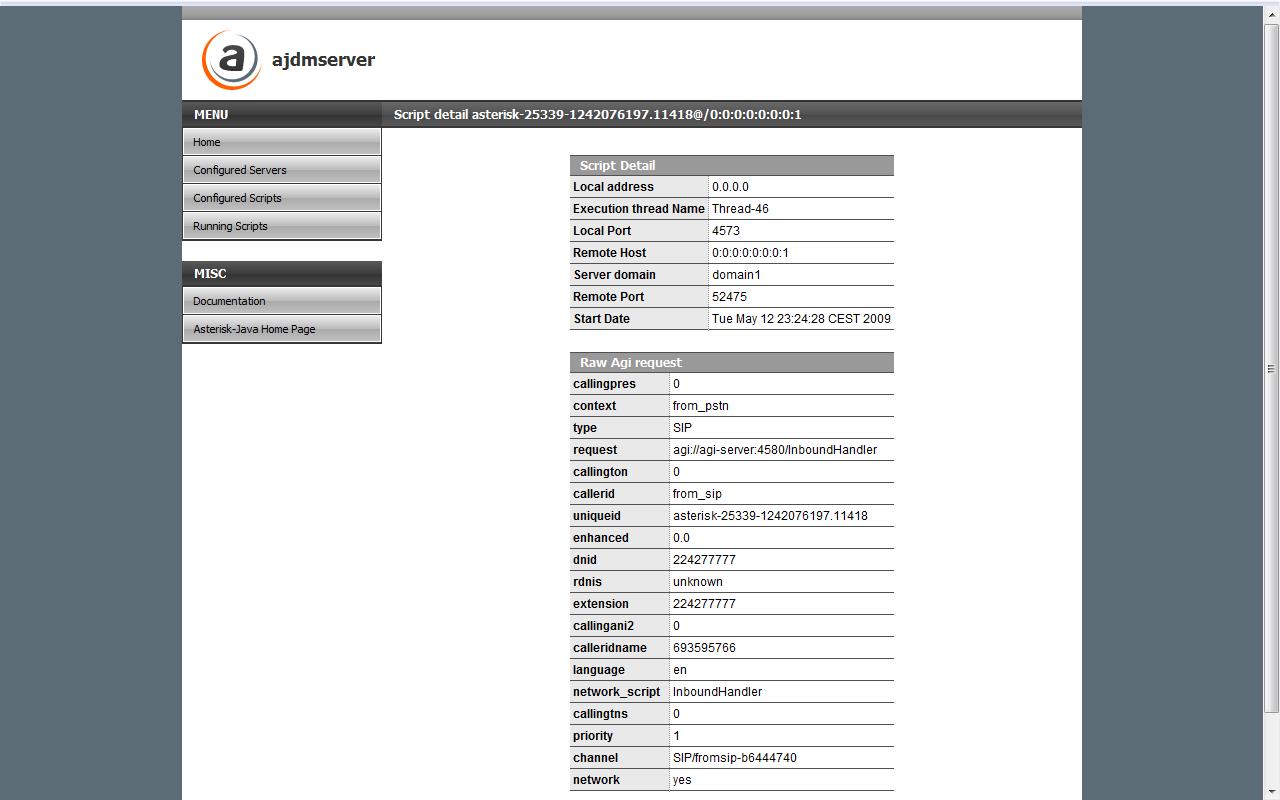 a ajdmserver
MENU
Script detail asterisk-25339-1242076197.11418@/0:0:0:0:0:0:0:1
Home
Configured Servers
Configured Scripts
Running Scripts
MISC
Documentation
Asterisk-Java Home Page
Script Detail
Local address 0.0.0.0
Execution thread Name Thread-46
Local Port 4573
Remote Host 0:0:0:0:0:0:0:1
Server domain domain1
Remote Port 52475
Start Date Tue May 12 23:24:28 CEST 2009
Raw Agi request
callingpres 0
context from_pstn
type SIP
request agi://agi-server:4580/InboundHandler
callington 0
callerid from_sip
uniqueid asterisk-25339-1242076197.11418
enhanced 0.0
dnid 224277777
rdnis unknown
extension 224277777
callingani2 0
calleridname 693595766
language en
network_script InboundHandler
callingtns 0
priority 1
channel SIP/fromsip-b6444740
network yes